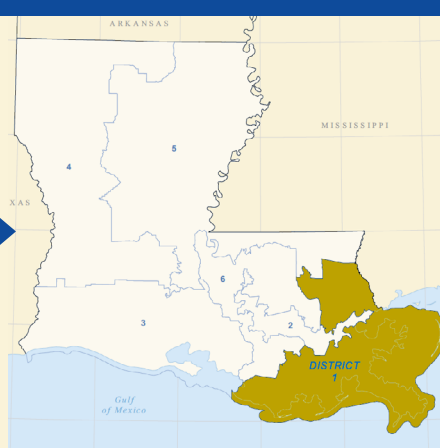 ARKANSAS
MISSISSIPPI
5
4
XAS
6
3
2
DISTRICT
1
Gulf
of Mexico